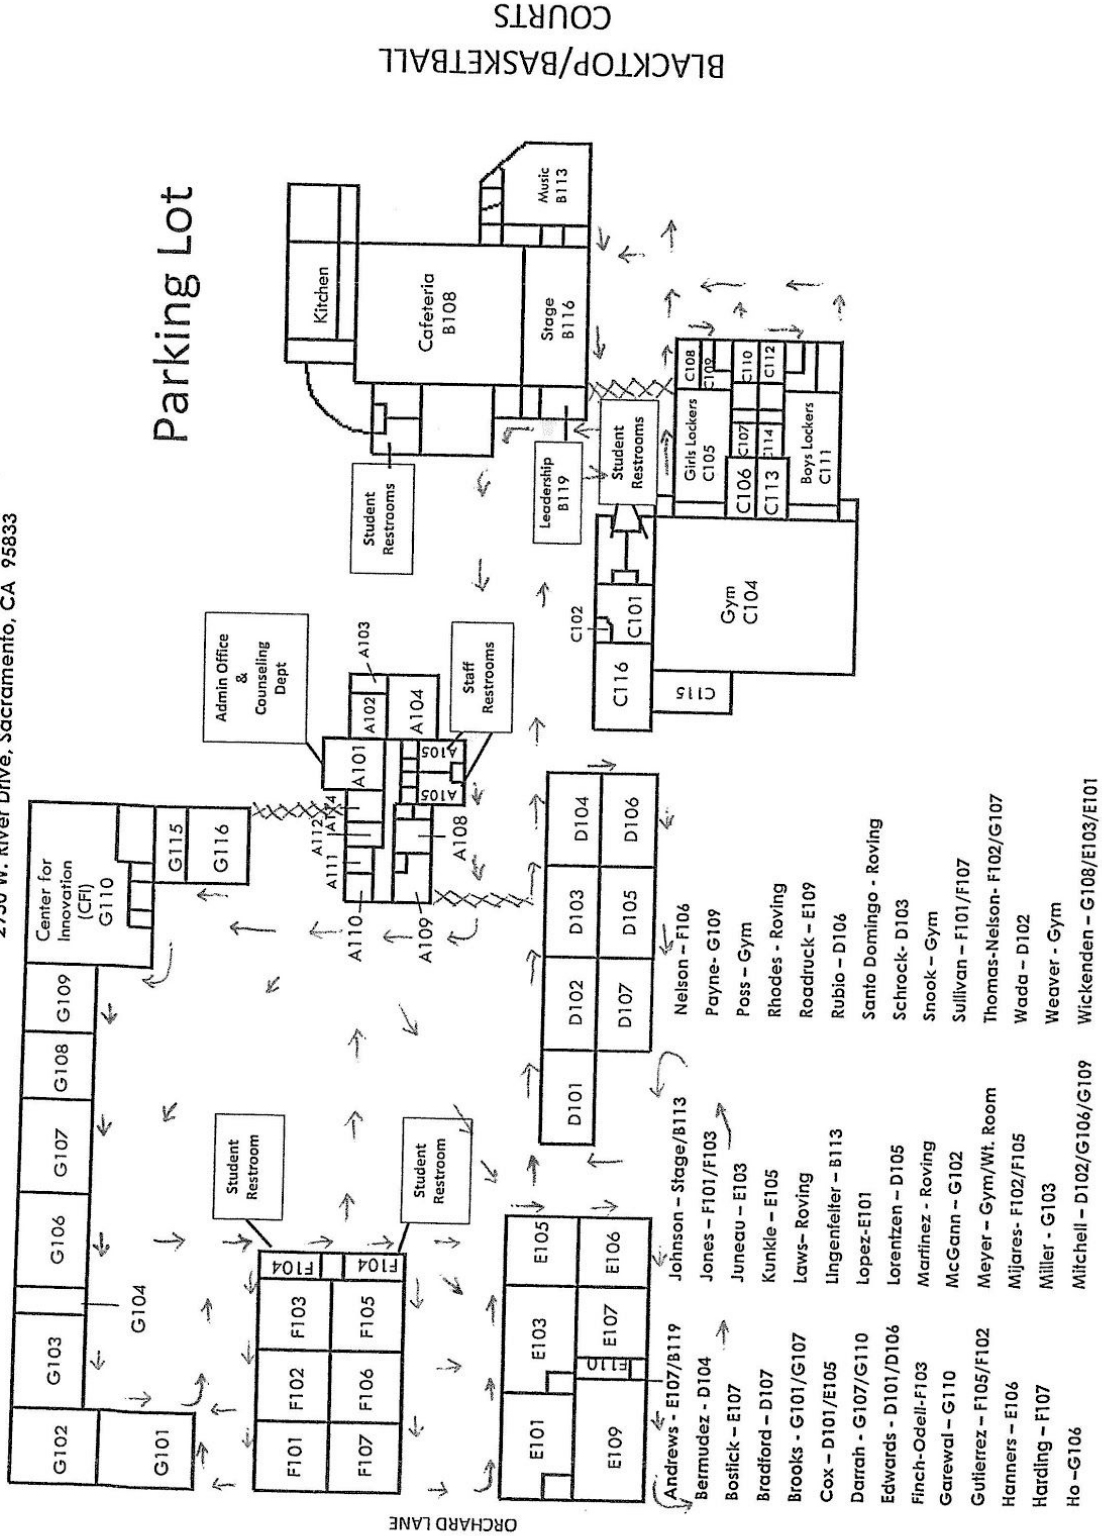 2750 W. River Drive, Sacramento, CA 95833
BLACKTOP/BASKETBALL
COURTS
Parking Lot
ORCHARD LANE
Center for
Innovation
(CFI)
G110
G109
G108
G107
G106
G104
G103
G102
G101
G115
G116
Admin Office
&
Counseling
Dept
A101
A102
A103
A104
A105
A105
A108
A109
A110
A111
A112
A114
Staff
Restrooms
Student
Restrooms
Kitchen
Cafeteria
B108
Stage
B116
Music
B113
Leadership
B119
Student
Restrooms
C101
C102
C116
C115
Gym
C104
Girls Lockers
C105
C106
C107
C108
C109
C110
C112
C113
C114
Boys Lockers
C111
D101
D102
D103
D104
D105
D106
D107
E101
E103
E105
E106
E107
E109
E110
Student
Restroom
Student
Restroom
F104
F104
F103
F102
F101
F105
F106
F107
Andrews - E107/B119
Bermudez - D104
Bostick – E107
Bradford – D107
Brooks - G101/G107
Cox – D101/E105
Darrah - G107/G110
Edwards - D101/D106
Finch-Odell-F103
Garewal – G110
Gutierrez – F105/F102
Hanners – E106
Harding – F107
Ho –G106
Johnson – Stage/B113
Jones – F101/F103
Juneau – E103
Kunkle – E105
Laws– Roving
Lingenfelter – B113
Lopez-E101
Lorentzen – D105
Martinez - Roving
McGann – G102
Meyer – Gym/Wt. Room
Mijares- F102/F105
Miller - G103
Mitchell – D102/G106/G109
Nelson – F106
Payne- G109
Poss – Gym
Rhodes - Roving
Roadruck – E109
Rubio – D106
Santo Domingo - Roving
Schrock- D103
Snook – Gym
Sullivan – F101/F107
Thomas-Nelson- F102/G107
Wada – D102
Weaver - Gym
Wickenden – G108/E103/E101